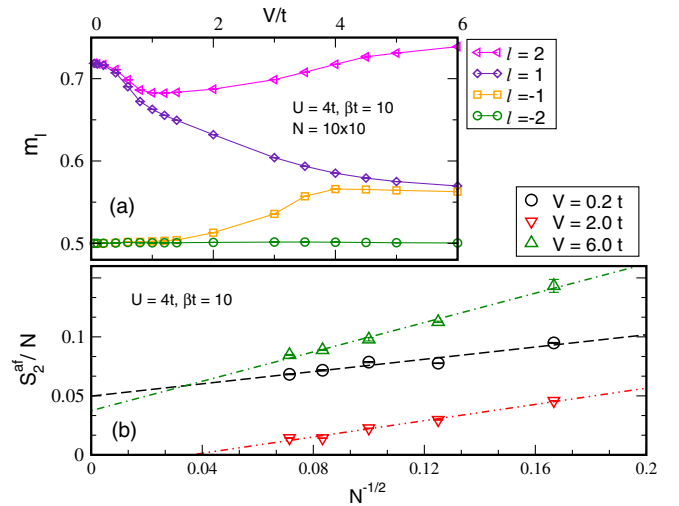 0 2 4 6
V/t
l = 2
l = 1
l =-1
l =-2
0.7
0.6
0.5
m_l
U = 4t, βt = 10
N = 10x10
(a)
V = 0.2 t
V = 2.0 t
V = 6.0 t
U = 4t, βt = 10
0.1
0.05
0
S_2^af / N
(b)
0 0.04 0.08 0.12 0.16 0.2
N^-1/2